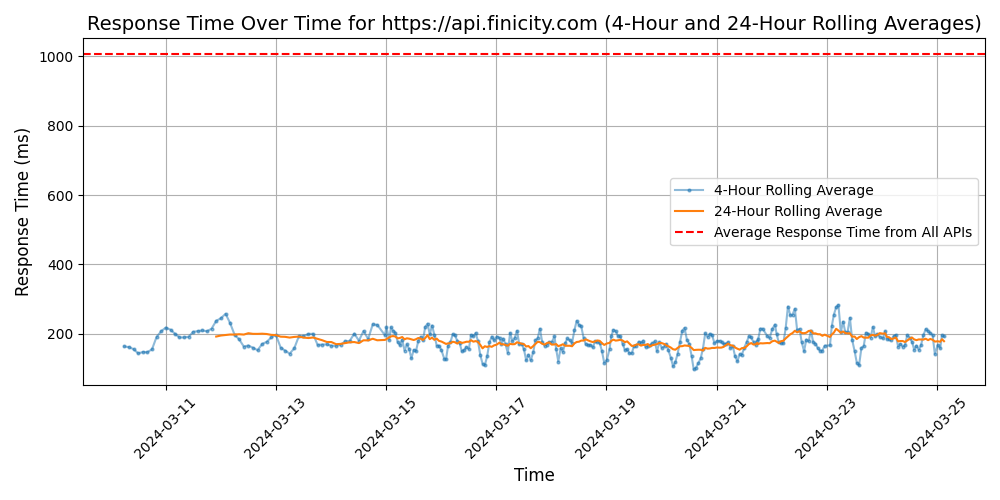 Response Time Over Time for https://api.finicity.com (4-Hour and 24-Hour Rolling Averages)
Response Time (ms)
1000
800
600
400
200
4-Hour Rolling Average
24-Hour Rolling Average
Average Response Time from All APIs
2024-03-11
2024-03-13
2024-03-15
2024-03-17
2024-03-19
2024-03-21
2024-03-23
2024-03-25
Time